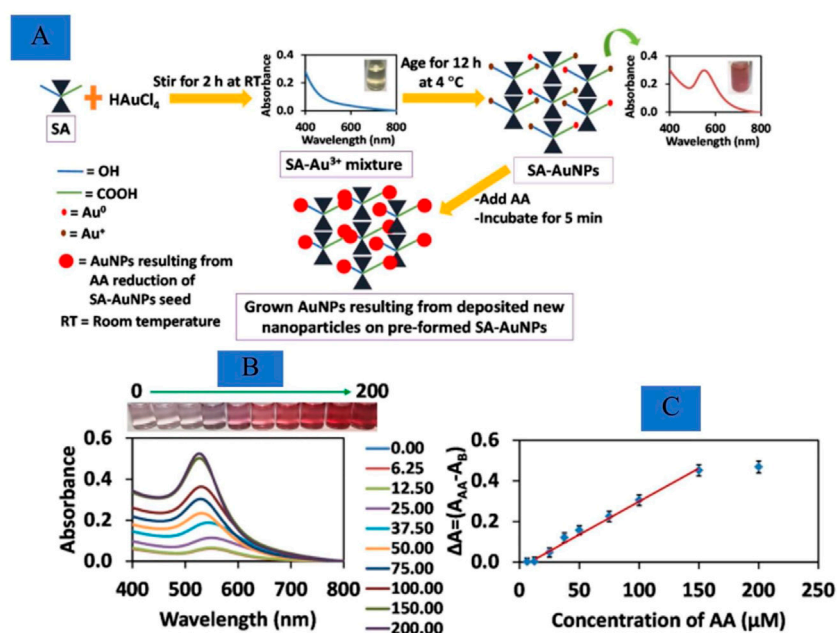 A
SA
+
HAuCl4
Stir for 2 h at RT
Absorbance
0.4
0.2
0.0
400 600 800
Wavelength (nm)
SA-Au3+ mixture
Age for 12 h
at 4 °C
SA-AuNPs
Absorbance
0.4
0.2
0.0
400 600 800
Wavelength (nm)
= OH
= COOH
= Au0
= Au+
= AuNPs resulting from
AA reduction of
SA-AuNPs seed
RT = Room temperature
-Add AA
-Incubate for 5 min
Grown AuNPs resulting from deposited new
nanoparticles on pre-formed SA-AuNPs
B
0 200
Absorbance
0.6
0.4
0.2
0.0
400 500 600 700 800
Wavelength (nm)
0.00
6.25
12.50
25.00
37.50
50.00
75.00
100.00
150.00
200.00
C
ΔA=(AAA-AB)
0.6
0.4
0.2
0.0
0 50 100 150 200 250
Concentration of AA (µM)